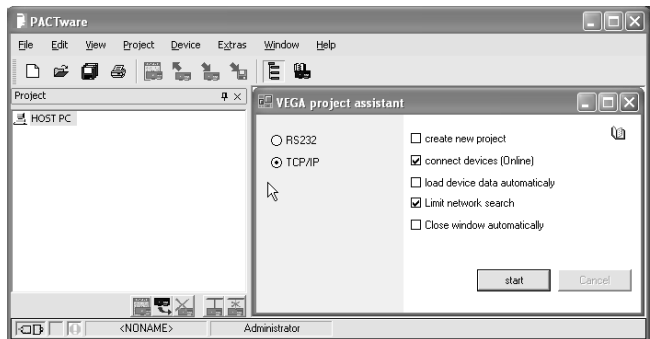 PACTware
File Edit View Project Device Extras Window Help
Project
HOST PC
VEGA project assistant
RS232
TCP/IP
create new project
connect devices (Online)
load device data automaticaly
Limit network search
Close window automatically
start Cancel
<NONAME> Administrator